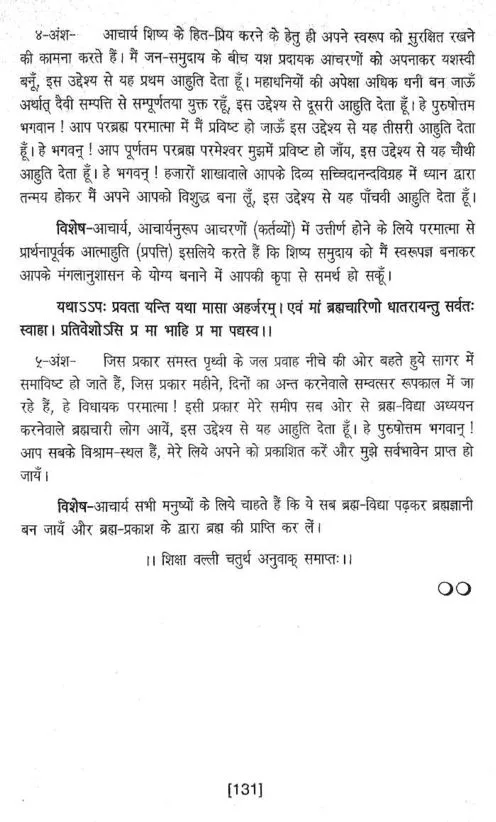 ४-अंश- आचार्य शिष्य के हित-प्रिय करने के हेतु ही अपने स्वरूप को सुरक्षित रखने
की कामना करते हैं। मैं जन-समुदाय के बीच यश प्रदायक आचरणों को अपनाकर यशस्वी
बनूँ, इस उद्देश्य से यह प्रथम आहुति देता हूँ। महाधनियों की अपेक्षा अधिक धनी बन जाऊँ
अर्थात् दैवी सम्पत्ति से सम्पूर्णतया युक्त रहूँ, इस उद्देश्य से दूसरी आहुति देता हूँ। हे पुरुषोत्तम
भगवान ! आप परब्रह्म परमात्मा में मैं प्रविष्ट हो जाऊँ इस उद्देश्य से यह तीसरी आहुति देता
हूँ। हे भगवन् ! आप पूर्णतम परब्रह्म परमेश्वर मुझमें प्रविष्ट हो जाँय, इस उद्देश्य से यह चौथी
आहुति देता हूँ। हे भगवन् ! हजारों शाखावाले आपके दिव्य सच्चिदानन्दविग्रह में ध्यान द्वारा
तन्मय होकर मैं अपने आपको विशुद्ध बना लूँ, इस उद्देश्य से यह पाँचवी आहुति देता हूँ।
विशेष-आचार्य, आचार्यनुरूप आचरणों (कर्तव्यों) में उत्तीर्ण होने के लिये परमात्मा से
प्रार्थनापूर्वक आत्माहुति (प्रपत्ति) इसलिये करते हैं कि शिष्य समुदाय को मैं स्वरूपज्ञ बनाकर
आपके मंगलानुशासन के योग्य बनाने में आपकी कृपा से समर्थ हो सकूँ।
यथाऽऽपः प्रवता यन्ति यथा मासा अहर्जरम्। एवं मां ब्रह्मचारिणो धातरायन्तु सर्वतः
स्वाहा। प्रतिवेशोऽसि प्र मा भाहि प्र मा पद्यस्व।।
५-अंश- जिस प्रकार समस्त पृथ्वी के जल प्रवाह नीचे की ओर बहते हुये सागर में
समाविष्ट हो जाते हैं, जिस प्रकार महीने, दिनों का अन्त करनेवाले सम्वत्सर रूपकाल में जा
रहे हैं, हे विधायक परमात्मा ! इसी प्रकार मेरे समीप सब ओर से ब्रह्म-विद्या अध्ययन
करनेवाले ब्रह्मचारी लोग आयें, इस उद्देश्य से यह आहुति देता हूँ। हे पुरुषोत्तम भगवान् !
आप सबके विश्राम-स्थल हैं, मेरे लिये अपने को प्रकाशित करें और मुझे सर्वभावेन प्राप्त हो
जायँ।
विशेष-आचार्य सभी मनुष्यों के लिये चाहते हैं कि ये सब ब्रह्म-विद्या पढ़कर ब्रह्मज्ञानी
बन जायँ और ब्रह्म-प्रकाश के द्वारा ब्रह्म की प्राप्ति कर लें।
।। शिक्षा वल्ली चतुर्थ अनुवाक् समाप्तः।।
[131]